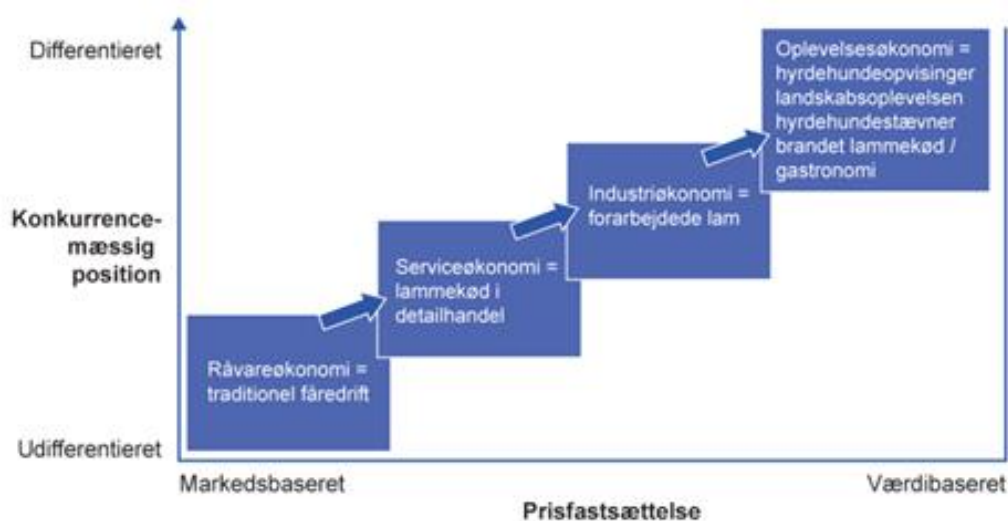 Differentieret
Konkurrence-
mæssig
position
Udifferentieret
Oplevelsesøkonomi =
hyrdehundeopvisinger
landskabsoplevelsen
hyrdehundestævner
brandet lammekød /
gastronomi
Industriøkonomi =
forarbejdede lam
Serviceøkonomi =
lammekød i
detailhandel
Råvareøkonomi =
traditionel fåredrift
Markedsbaseret
Værdibaseret
Prisfastsættelse